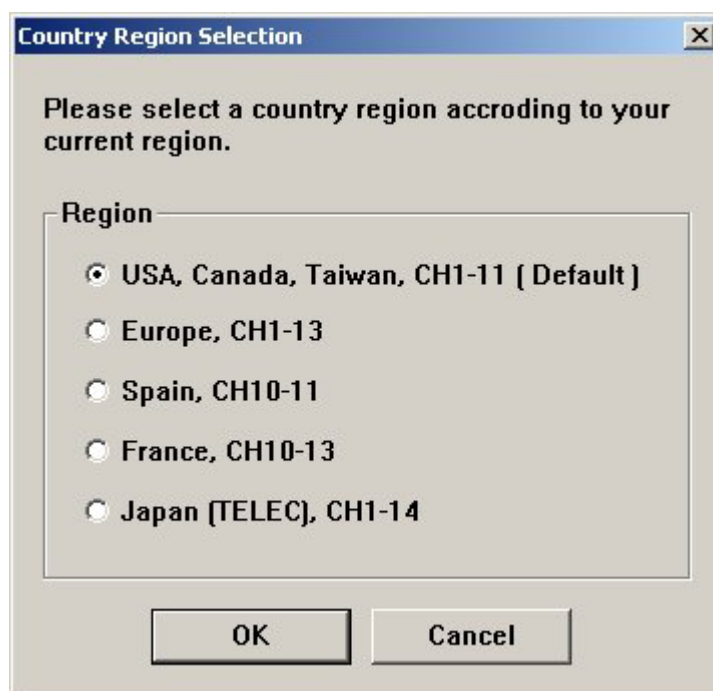 Country Region Selection
Please select a country region accroding to your
current region.
Region
USA, Canada, Taiwan, CH1-11 ( Default )
Europe, CH1-13
Spain, CH10-11
France, CH10-13
Japan (TELEC), CH1-14
OK Cancel